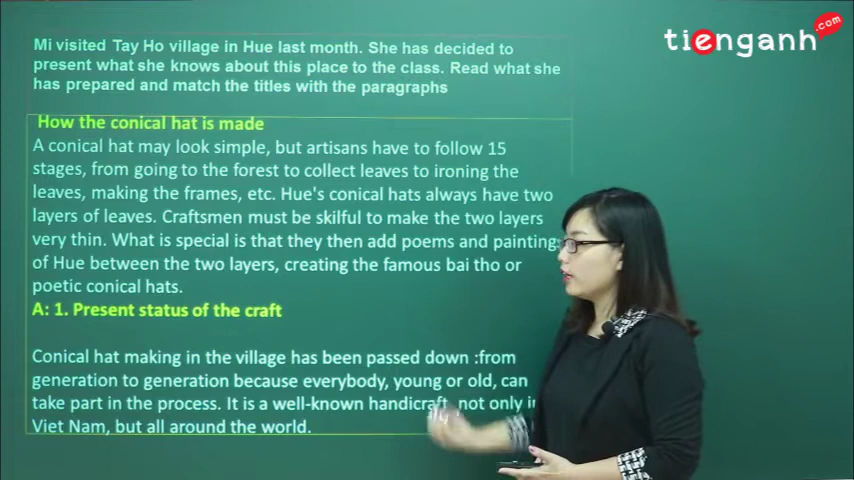 Mi visited Tay Ho village in Hue last month. She has decided to
present what she knows about this place to the class. Read what she
has prepared and match the titles with the paragraphs
tienganh.com
How the conical hat is made
A conical hat may look simple, but artisans have to follow 15
stages, from going to the forest to collect leaves to ironing the
leaves, making the frames, etc. Hue's conical hats always have two
layers of leaves. Craftsmen must be skilful to make the two layers
very thin. What is special is that they then add poems and painting
of Hue between the two layers, creating the famous bai tho or
poetic conical hats.
A: 1. Present status of the craft
Conical hat making in the village has been passed down :from
generation to generation because everybody, young or old, can
take part in the process. It is a well-known handicraft, not only in
Viet Nam, but all around the world.